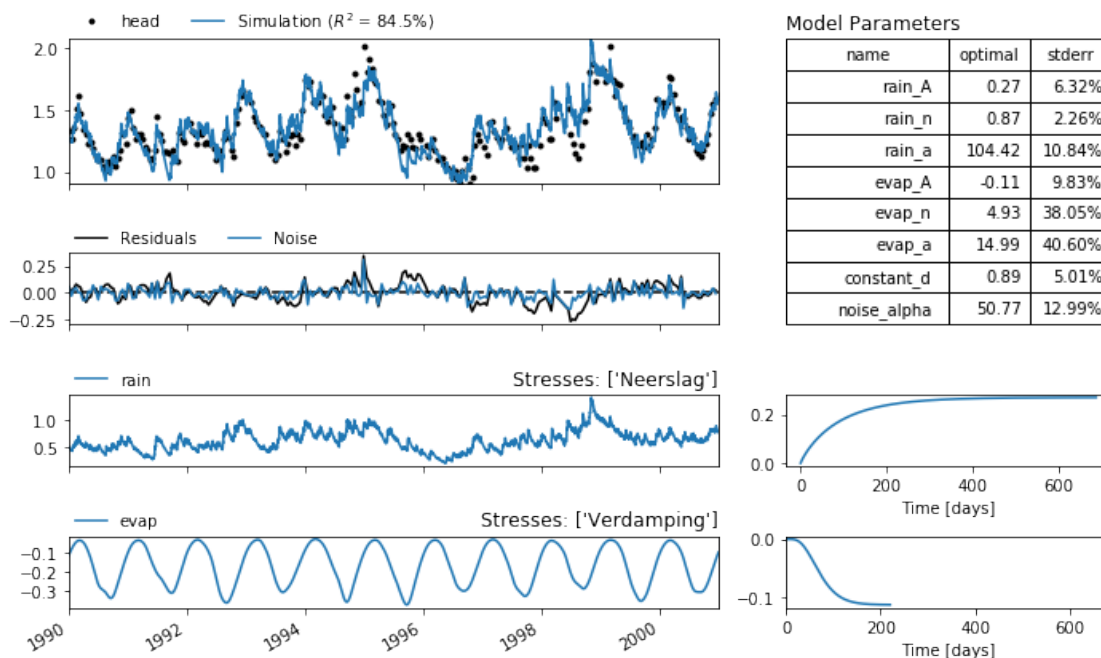 head Simulation (R² = 84.5%)
2.0
1.5
1.0
Residuals Noise
0.25
0.00
−0.25
rain Stresses: ['Neerslag']
1.0
0.5
evap Stresses: ['Verdamping']
−0.1
−0.2
−0.3
1990 1992 1994 1996 1998 2000
Model Parameters
name optimal stderr
rain_A 0.27 6.32%
rain_n 0.87 2.26%
rain_a 104.42 10.84%
evap_A -0.11 9.83%
evap_n 4.93 38.05%
evap_a 14.99 40.60%
constant_d 0.89 5.01%
noise_alpha 50.77 12.99%
0.2
0.0
0 200 400 600
Time [days]
0.0
−0.1
0 200 400 600
Time [days]